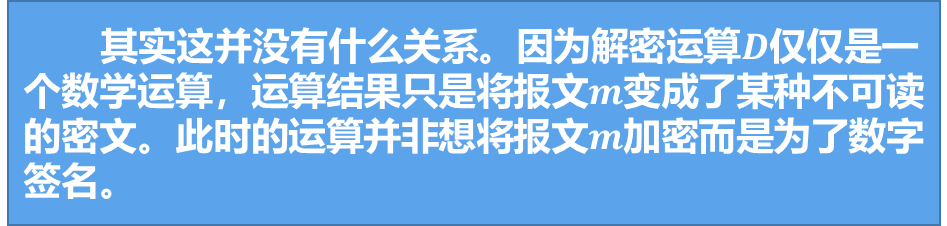 其实这并没有什么关系。因为解密运算D仅仅是一
个数学运算，运算结果只是将报文m变成了某种不可读
的密文。此时的运算并非想将报文m加密而是为了数字
签名。